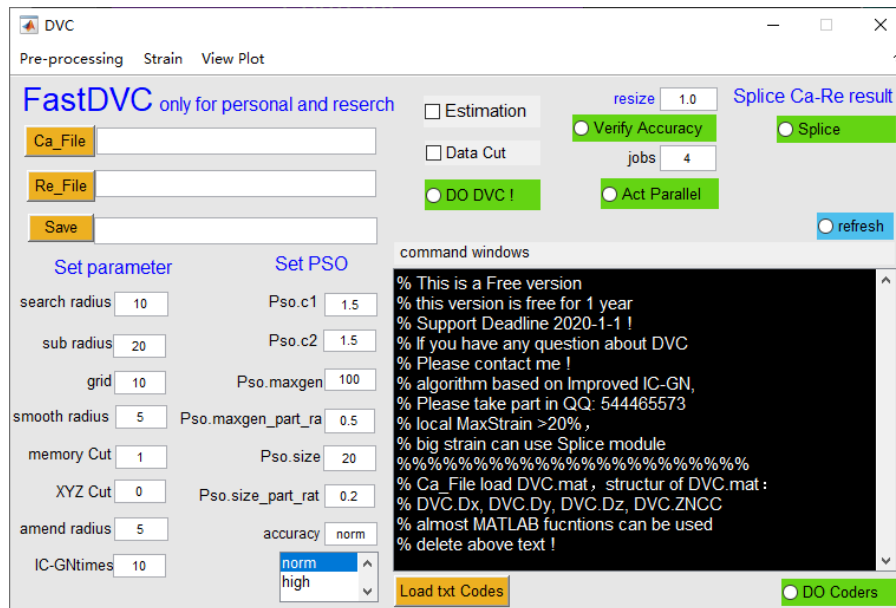 DVC
Pre-processing Strain View Plot
FastDVC only for personal and reserch
Ca_File
Re_File
Save
Estimation
Data Cut
DO DVC !
resize 1.0
Verify Accuracy
jobs 4
Act Parallel
Splice Ca-Re result
Splice
refresh
Set parameter
search radius 10
sub radius 20
grid 10
smooth radius 5
memory Cut 1
XYZ Cut 0
amend radius 5
IC-GNtimes 10
Set PSO
Pso.c1 1.5
Pso.c2 1.5
Pso.maxgen 100
Pso.maxgen_part_ra 0.5
Pso.size 20
Pso.size_part_rat 0.2
accuracy norm
norm
high
command windows
% This is a Free version
% this version is free for 1 year
% Support Deadline 2020-1-1 !
% If you have any question about DVC
% Please contact me !
% algorithm based on Improved IC-GN,
% Please take part in QQ: 544465573
% local MaxStrain >20%，
% big strain can use Splice module
%%%%%%%%%%%%%%%%%%%%%%%
% Ca_File load DVC.mat，structur of DVC.mat：
% DVC.Dx, DVC.Dy, DVC.Dz, DVC.ZNCC
% almost MATLAB fucntions can be used
% delete above text !
Load txt Codes
DO Coders